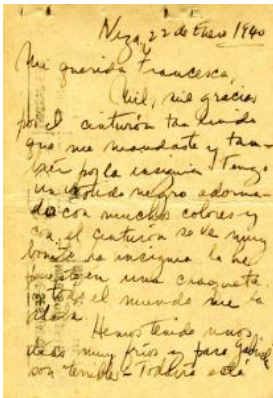 Niza, 22 de Enero 1940
Mi querida Francesca,
Mil, mil gracias
por el cinturón tan lindo
que me mandaste y tam-
bién por la insignia. Tengo
un vestido negro adorna-
do con muchos colores y
con el cinturón se ve muy
bonito. La insignia la he
puesto en una chaqueta
y todo el mundo me la
Hemos tenido unos
días muy fríos y para Gabriel
son terribles - Todavía está